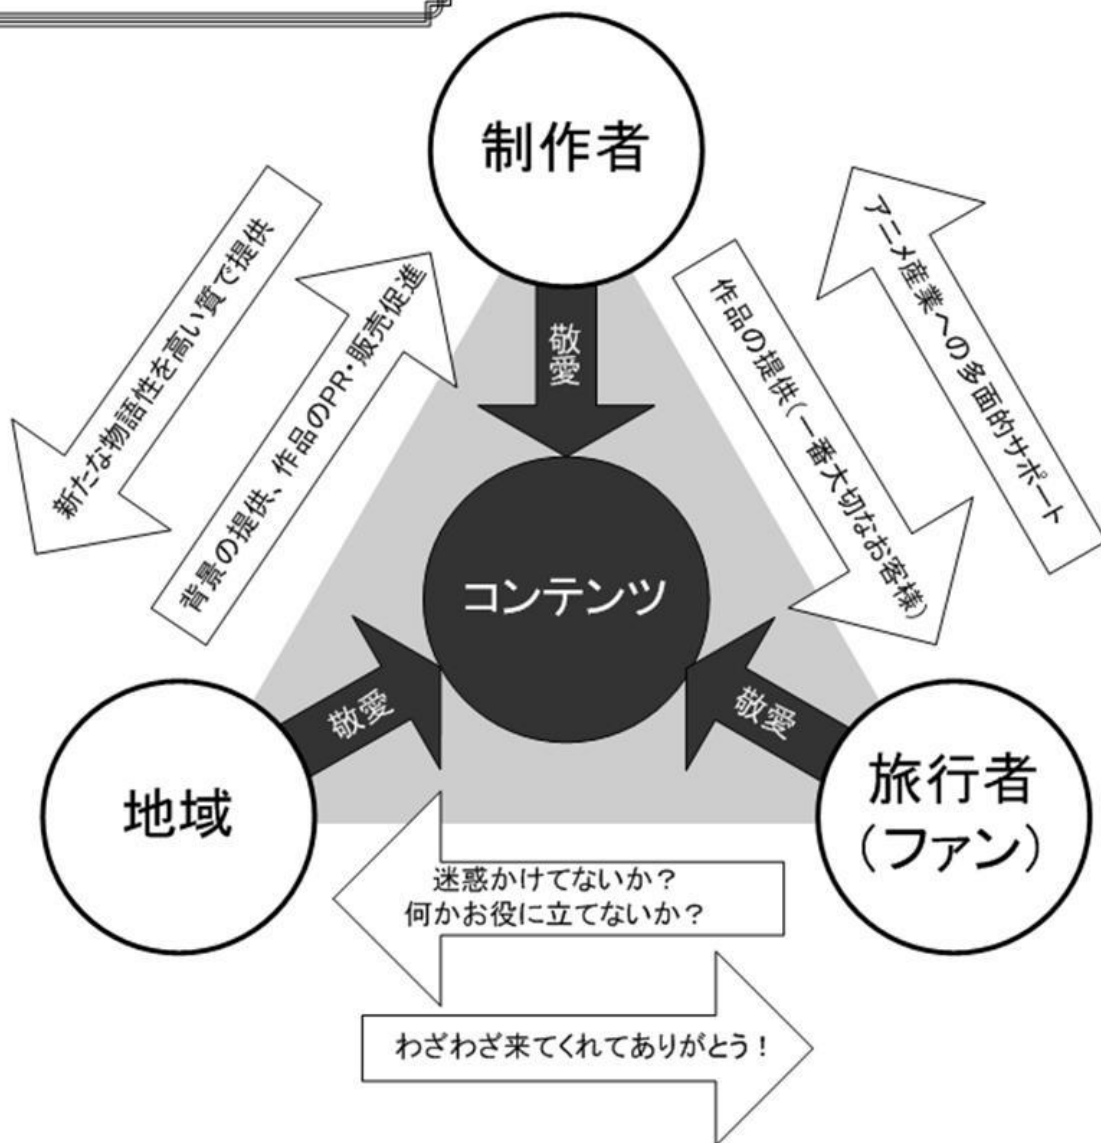 制作者
新たな物語性を高い質で提供
背景の提供、作品のPR・販売促進
敬愛
作品の提供(一番大切なお客様)
アニメ産業への多面的サポート
コンテンツ
敬愛
敬愛
地域
旅行者
(ファン)
迷惑かけてないか?
何かお役に立てないか?
わざわざ来てくれてありがとう!